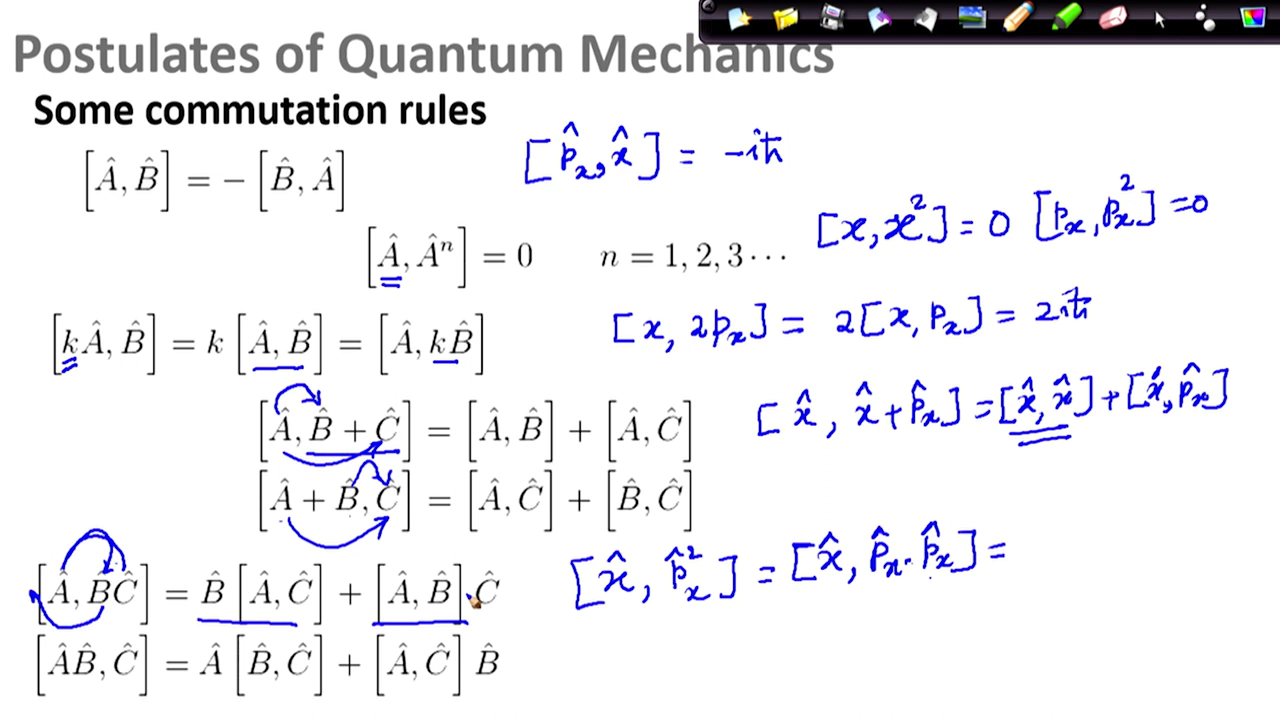 Postulates of Quantum Mechanics
Some commutation rules
[Â, B̂] = − [B̂, Â]
[p̂ₓ, x̂] = −iħ
[x, x²] = 0 [pₓ, pₓ²] = 0
[Â, Âⁿ] = 0 n = 1, 2, 3 ⋯
[kÂ, B̂] = k [Â, B̂] = [Â, kB̂]
[x, 2pₓ] = 2[x, pₓ] = 2iħ
[Â, B̂ + Ĉ] = [Â, B̂] + [Â, Ĉ]
[x̂, x̂ + p̂ₓ] = [x̂, x̂] + [x̂, p̂ₓ]
[Â + B̂, Ĉ] = [Â, Ĉ] + [B̂, Ĉ]
[Â, B̂Ĉ] = B̂ [Â, Ĉ] + [Â, B̂] Ĉ
[x̂, p̂ₓ²] = [x̂, p̂ₓ. p̂ₓ] =
[ÂB̂, Ĉ] = Â [B̂, Ĉ] + [Â, Ĉ] B̂